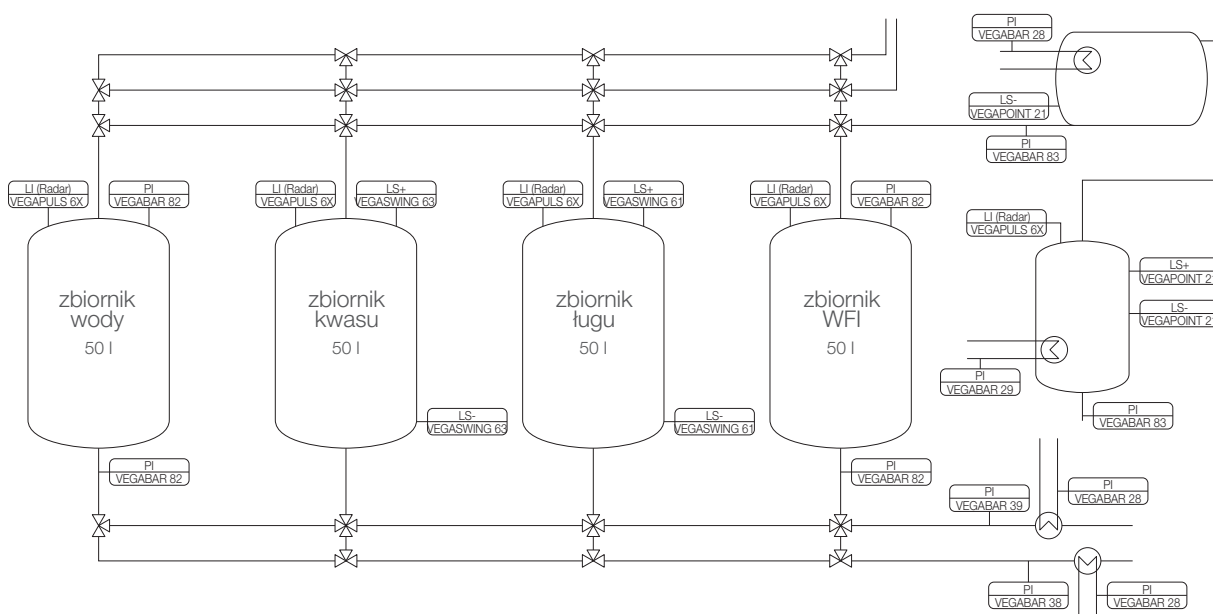 PI
VEGABAR 28
LS-
VEGAPOINT 21
PI
VEGABAR 83
LI (Radar)
VEGAPULS 6X
PI
VEGABAR 82
LI (Radar)
VEGAPULS 6X
LS+
VEGASWING 63
LI (Radar)
VEGAPULS 6X
LS+
VEGASWING 61
LI (Radar)
VEGAPULS 6X
PI
VEGABAR 82
LI (Radar)
VEGAPULS 6X
LS+
VEGAPOINT 21
LS-
VEGAPOINT 21
zbiornik
wody
50 l
zbiornik
kwasu
50 l
zbiornik
ługu
50 l
zbiornik
WFI
50 l
PI
VEGABAR 29
LS-
VEGASWING 63
LS-
VEGASWING 61
PI
VEGABAR 83
PI
VEGABAR 82
PI
VEGABAR 82
PI
VEGABAR 39
PI
VEGABAR 28
PI
VEGABAR 38
PI
VEGABAR 28